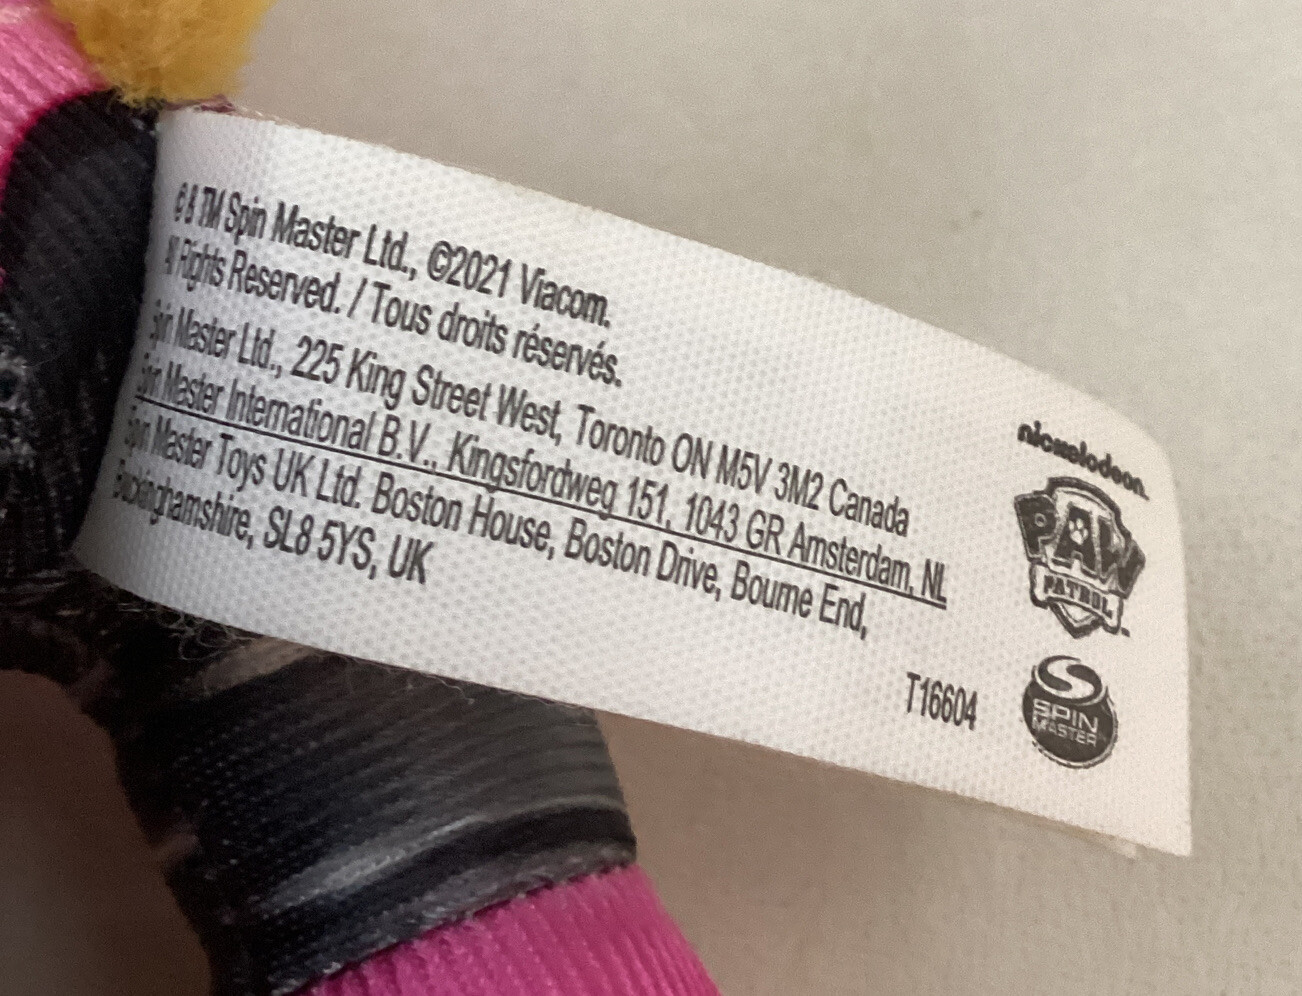 © & TM Spin Master Ltd., ©2021 Viacom.
All Rights Reserved. / Tous droits réservés.
Spin Master Ltd., 225 King Street West, Toronto ON M5V 3M2 Canada
Spin Master International B.V., Kingsfordweg 151, 1043 GR Amsterdam, NL
Spin Master Toys UK Ltd. Boston House, Boston Drive, Bourne End,
Buckinghamshire, SL8 5YS, UK
nickelodeon
PAW
PATROL™
T16604
SPIN
MASTER